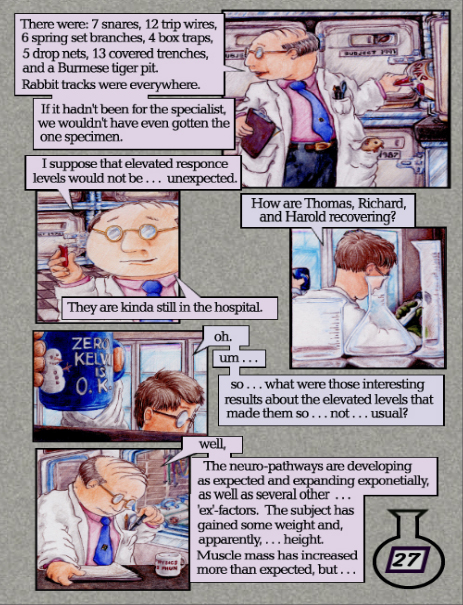 There were: 7 snares, 12 trip wires,
6 spring set branches, 4 box traps,
5 drop nets, 13 covered trenches,
and a Burmese tiger pit.
Rabbit tracks were everywhere.
If it hadn't been for the specialist,
we wouldn't have even gotten the
one specimen.
I suppose that elevated responce
levels would not be . . . unexpected.
How are Thomas, Richard,
and Harold recovering?
They are kinda still in the hospital.
ZERO
KELVI
IS
O.K
oh.
um . . .
so . . . what were those interesting
results about the elevated levels that
made them so . . . not . . . usual?
well,
The neuro-pathways are developing
as expected and expanding exponetially,
as well as several other . . .
'ex'-factors. The subject has
gained some weight and,
apparently, . . . height.
Muscle mass has increased
more than expected, but . . .
27